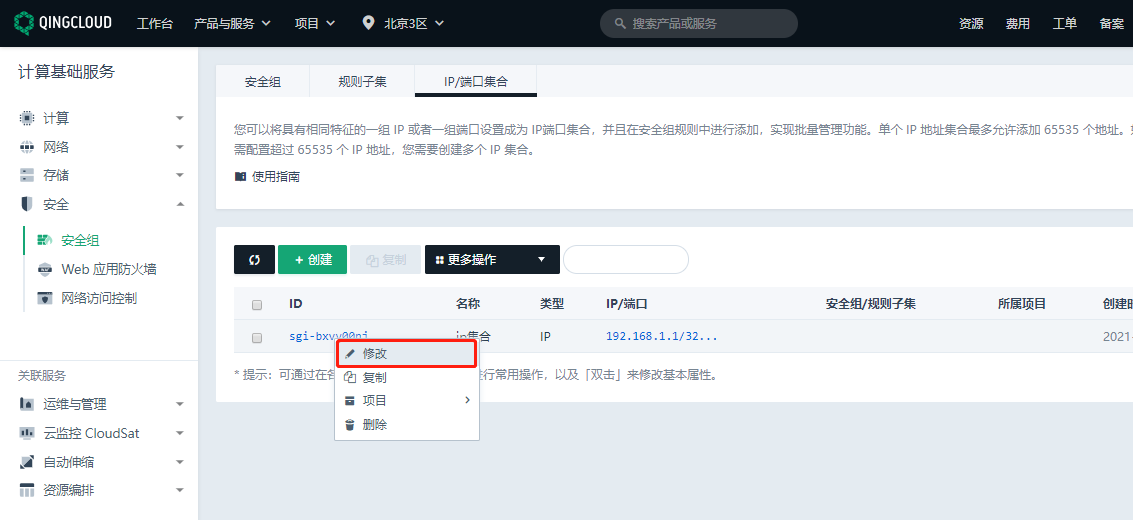 QINGCLOUD 工作台 产品与服务 项目 北京3区 搜索产品或服务 资源 费用 工单 备案
计算基础服务
计算
网络
存储
安全
安全组
Web 应用防火墙
网络访问控制
关联服务
运维与管理
云监控 CloudSat
自动伸缩
资源编排
安全组 规则子集 IP/端口集合
您可以将具有相同特征的一组 IP 或者一组端口设置成为 IP端口集合，并且在安全组规则中进行添加，实现批量管理功能。单个 IP 地址集合最多允许添加 65535 个地址。
需配置超过 65535 个 IP 地址，您需要创建多个 IP 集合。
使用指南
+ 创建 复制 更多操作
ID 名称 类型 IP/端口 安全组/规则子集 所属项目
ip集合 IP 192.168.1.1/32... 2021-
修改
复制
项目
删除
* 提示：可通过在 进行常用操作，以及「双击」来修改基本属性。